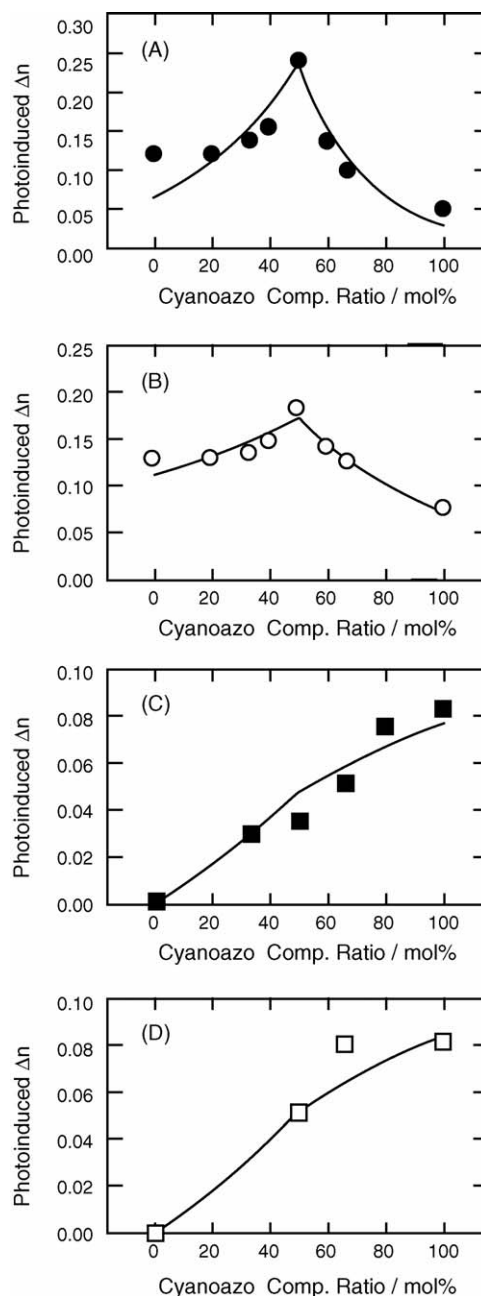 0.30
(A)
0.25
0.20
0.15
0.10
0.05
0.00
Photoinduced Δn
0 20 40 60 80 100
Cyanoazo Comp. Ratio / mol%
0.25
(B)
0.20
0.15
0.10
0.05
0.00
Photoinduced Δn
0 20 40 60 80 100
Cyanoazo Comp. Ratio / mol%
0.10
(C)
0.08
0.06
0.04
0.02
0.00
Photoinduced Δn
0 20 40 60 80 100
Cyanoazo Comp. Ratio / mol%
0.10
(D)
0.08
0.06
0.04
0.02
0.00
Photoinduced Δn
0 20 40 60 80 100
Cyanoazo Comp. Ratio / mol%